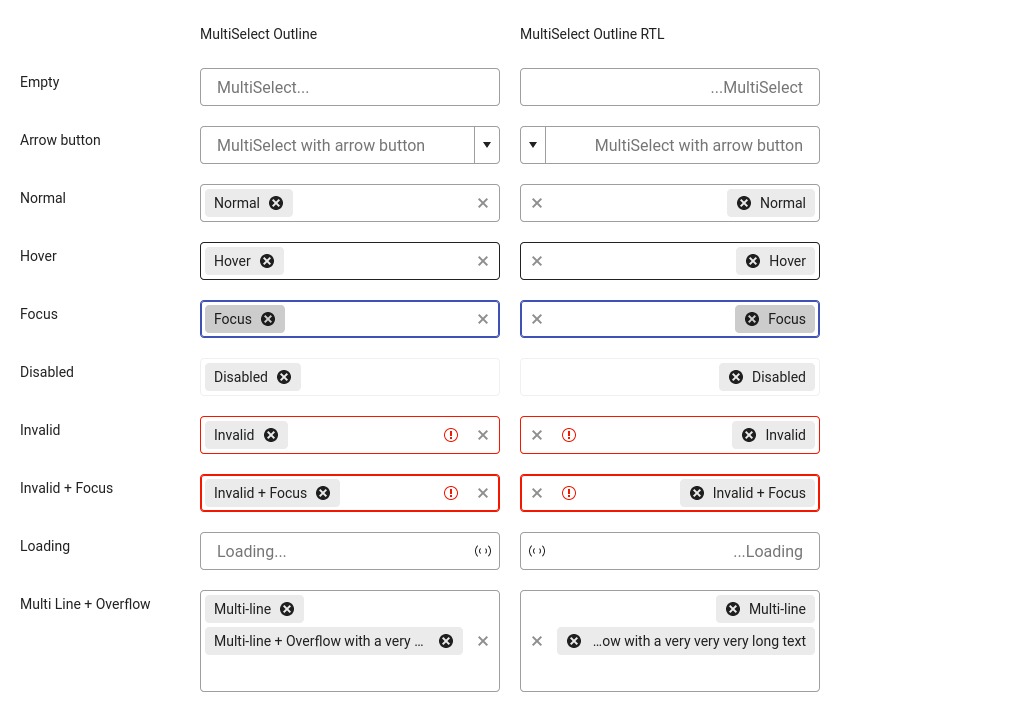 MultiSelect Outline MultiSelect Outline RTL
Empty MultiSelect... ...MultiSelect
Arrow button MultiSelect with arrow button MultiSelect with arrow button
Normal Normal Normal
Hover Hover Hover
Focus Focus Focus
Disabled Disabled Disabled
Invalid Invalid Invalid
Invalid + Focus Invalid + Focus Invalid + Focus
Loading Loading... ...Loading
Multi Line + Overflow Multi-line Multi-line
Multi-line + Overflow with a very ... ...ow with a very very very long text